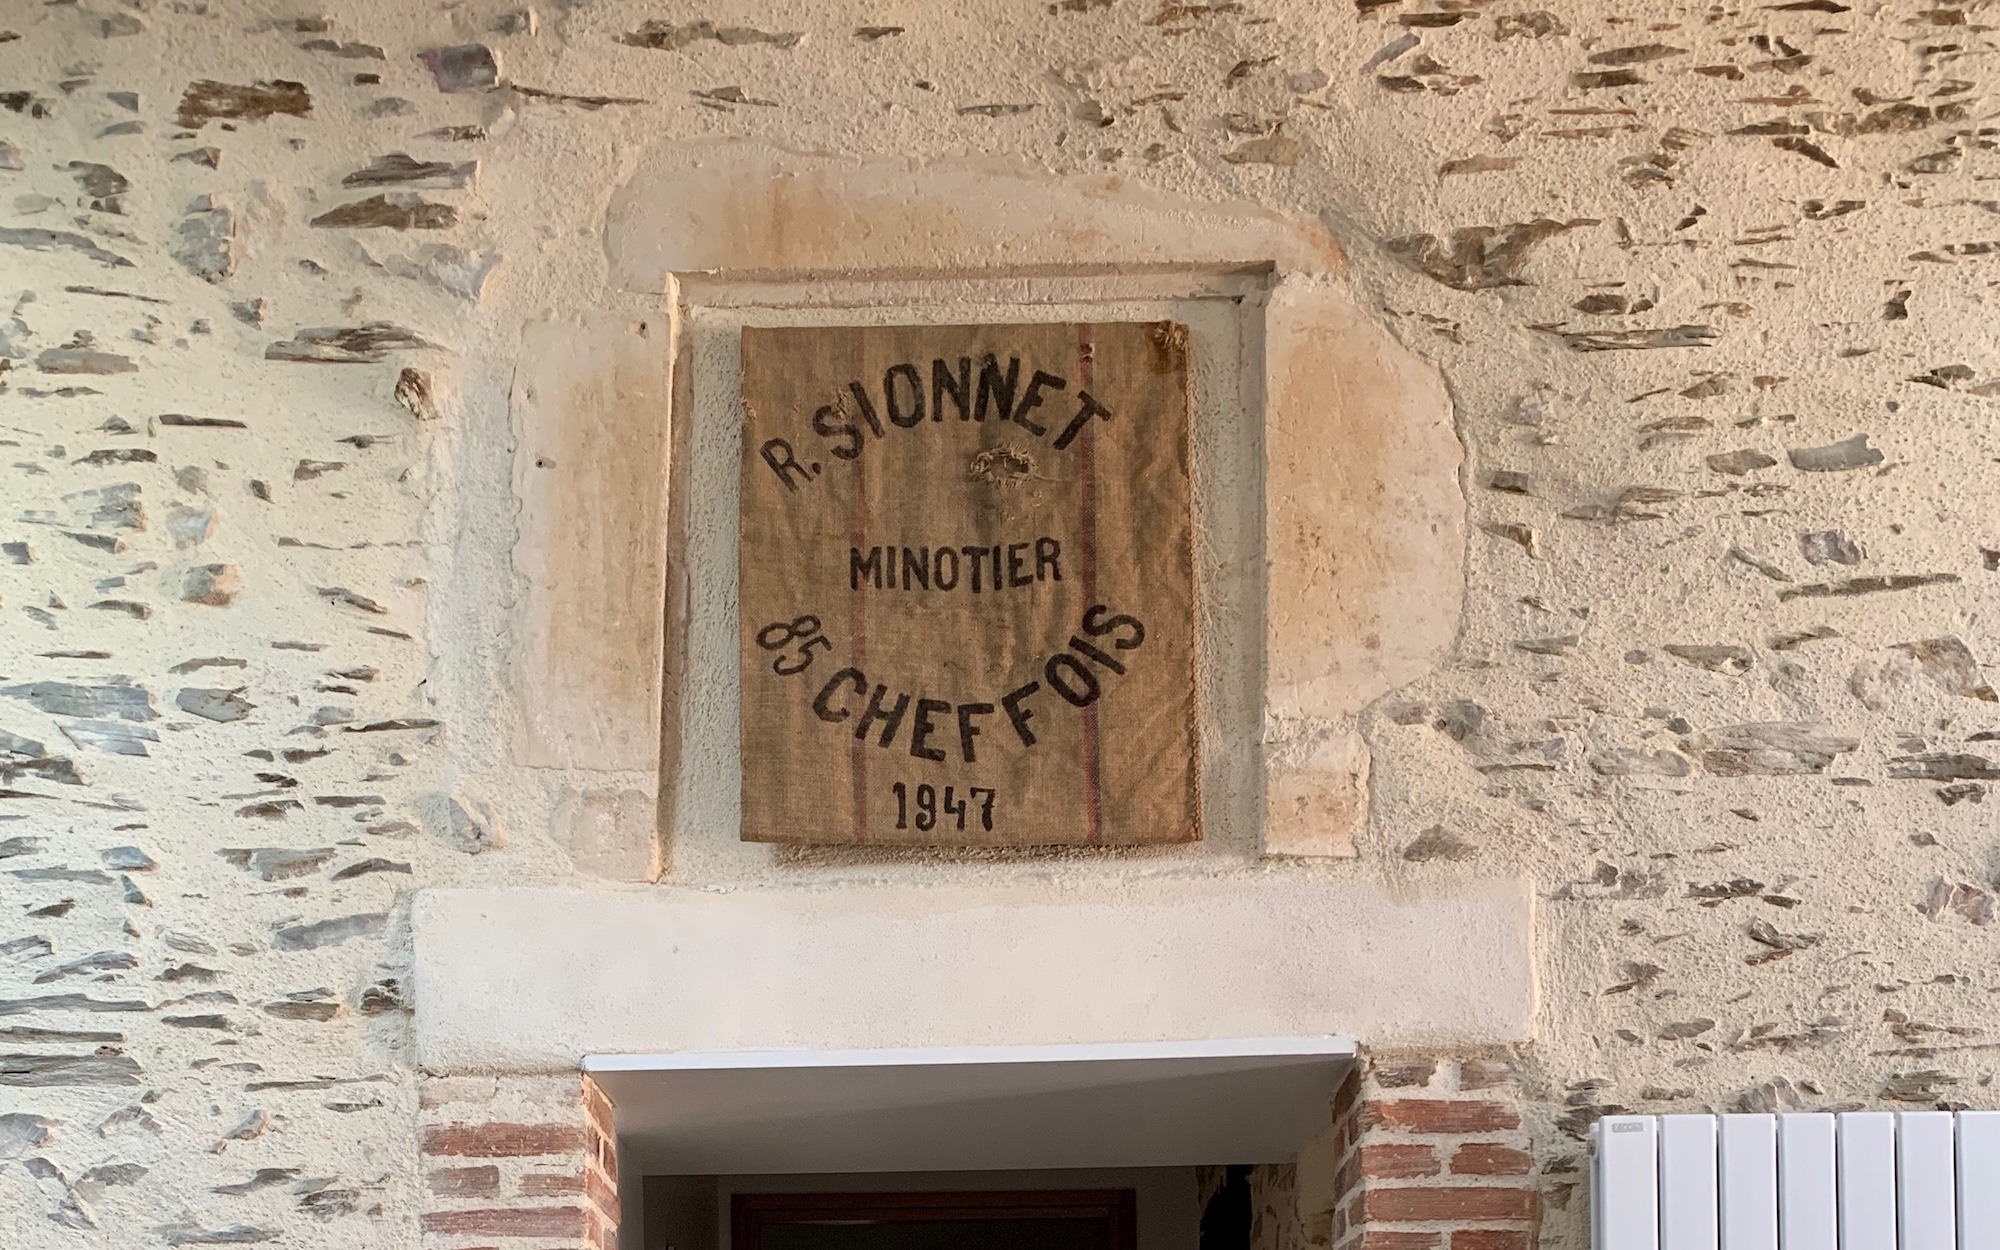 R. SIONNET
MINOTIER
85 CHEFFOIS
1947